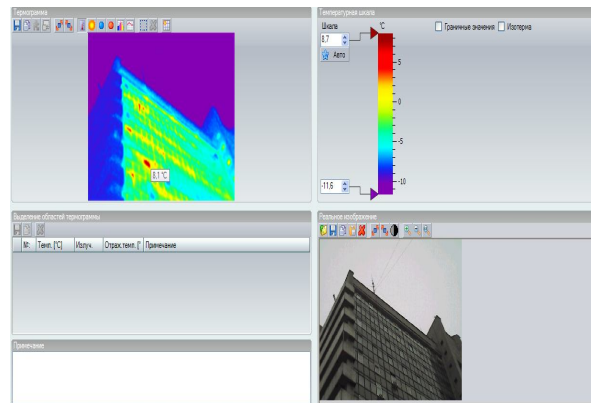 Термограмма
8,1 °C
Температурная шкала
Шкала
°C
Граничные значения
Изотерма
8,7
Авто
5
0
-5
-10
-11,6
Выделение областей термограммы
№:
Темп. [°C]
Излуч.
Отраж.темп. [°
Примечание
Примечание
Реальное изображение